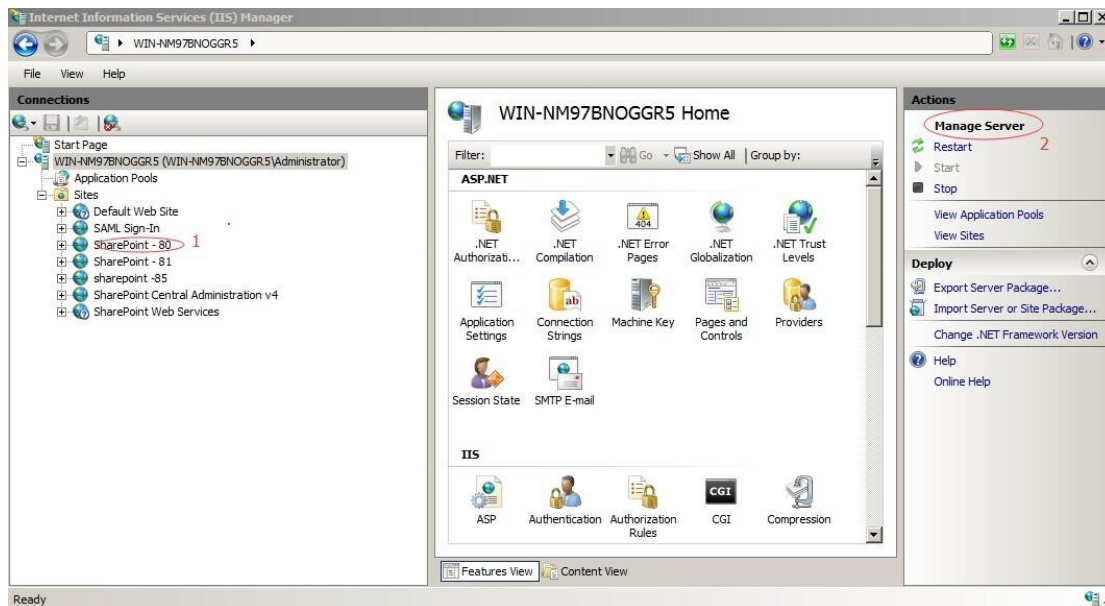 Internet Information Services (IIS) Manager
WIN-NM97BNOGGR5
File View Help
Connections
Start Page
WIN-NM97BNOGGR5 (WIN-NM97BNOGGR5\Administrator)
Application Pools
Sites
Default Web Site
SAML Sign-In
SharePoint - 80 1
SharePoint - 81
sharepoint -85
SharePoint Central Administration v4
SharePoint Web Services
WIN-NM97BNOGGR5 Home
Filter: Go Show All Group by:
ASP.NET
.NET Authorizati...
.NET Compilation
404
.NET Error Pages
.NET Globalization
.NET Trust Levels
Application Settings
ab
Connection Strings
Machine Key
Pages and Controls
Providers
Session State
SMTP E-mail
IIS
ASP
Authentication
Authorization Rules
CGI
CGI
Compression
Features View Content View
Actions
Manage Server
2
Restart
Start
Stop
View Application Pools
View Sites
Deploy
Export Server Package...
Import Server or Site Package...
Change .NET Framework Version
Help
Online Help
Ready